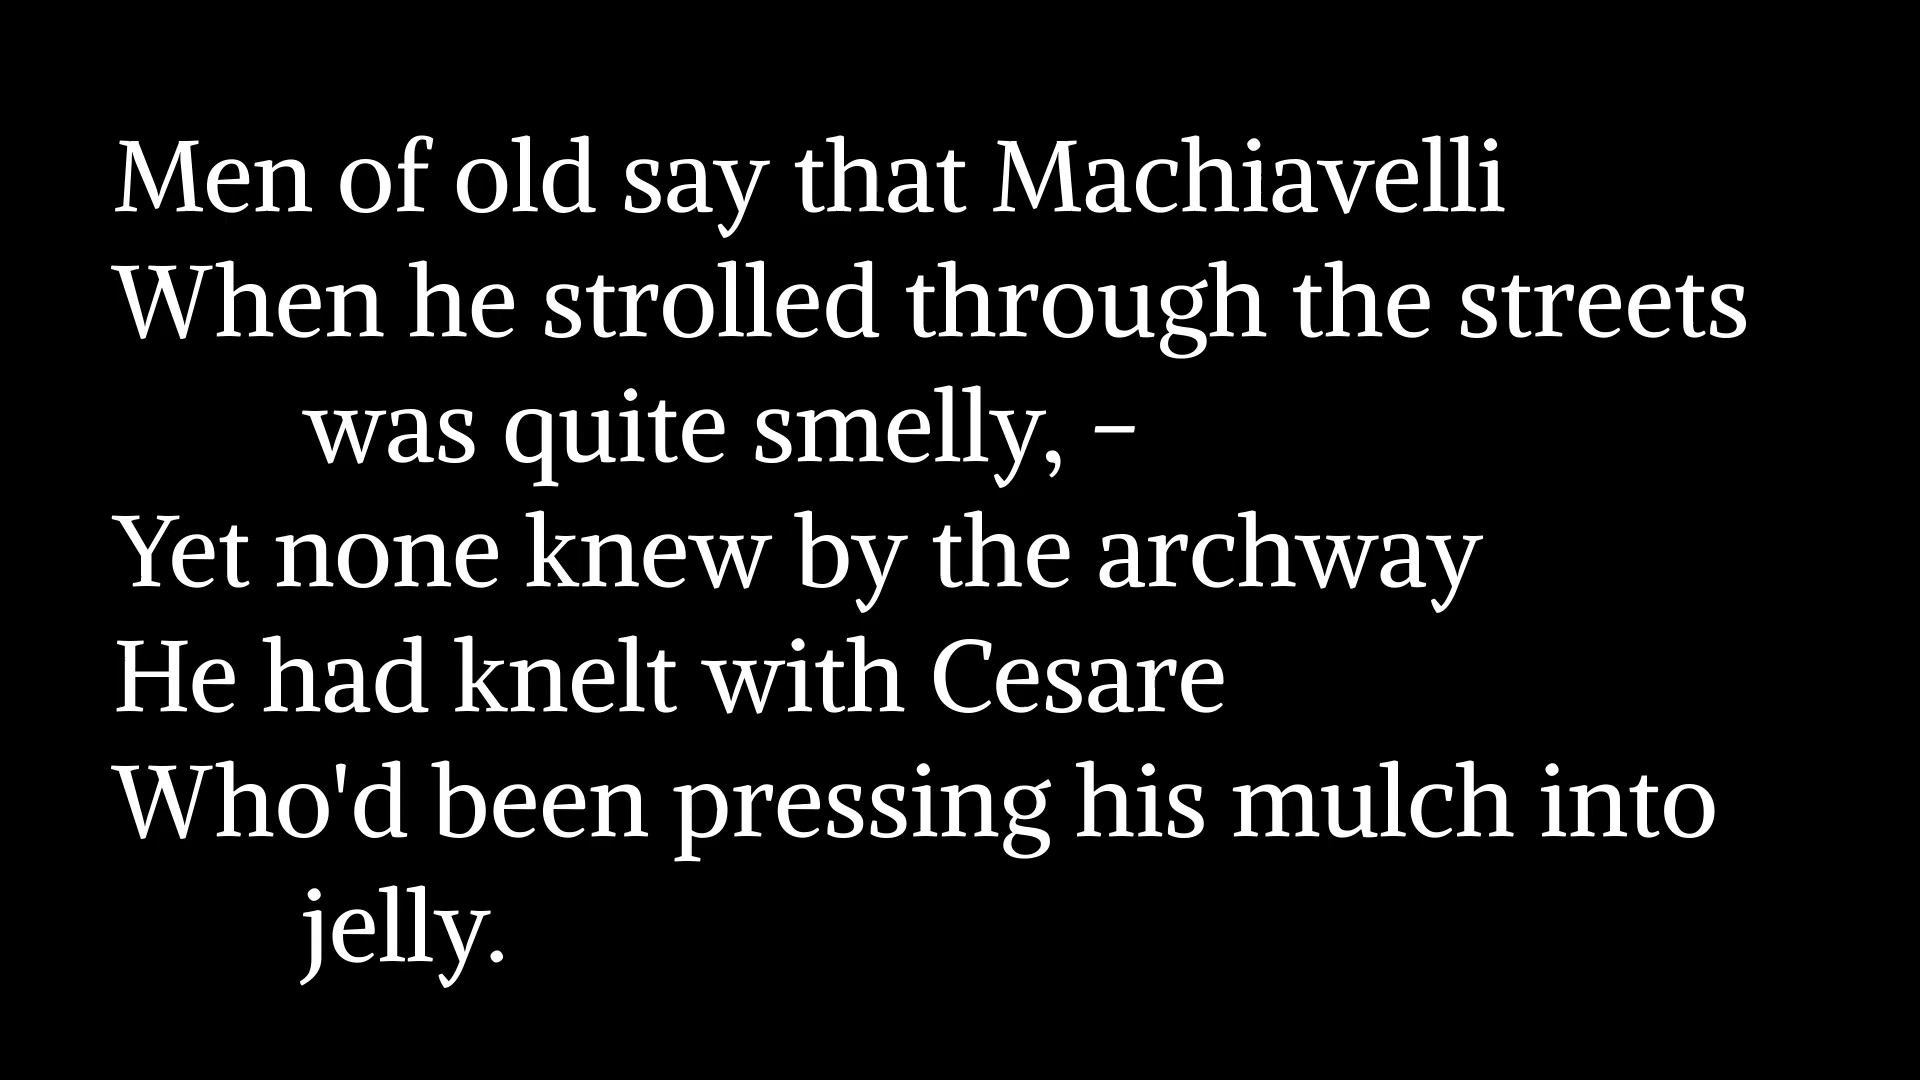 Men of old say that Machiavelli
When he strolled through the streets
was quite smelly, –
Yet none knew by the archway
He had knelt with Cesare
Who'd been pressing his mulch into
jelly.